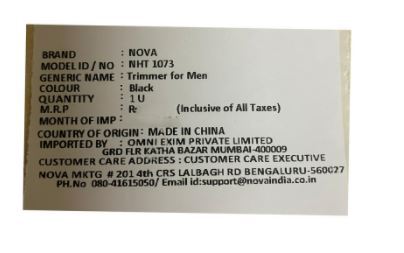 BRAND : NOVA
MODEL ID / NO : NHT 1073
GENERIC NAME : Trimmer for Men
COLOUR : Black
QUANTITY : 1 U
M.R.P : (Inclusive of All Taxes)
MONTH OF IMP :
COUNTRY OF ORIGIN: MADE IN CHINA
IMPORTED BY : OMNI EXIM PRIVATE LIMITED
GRD FLR KATHA BAZAR MUMBAI-400009
CUSTOMER CARE ADDRESS : CUSTOMER CARE EXECUTIVE
NOVA MKTG # 201 4th CRS LALBAGH RD BENGALURU-560027
PH.No 080-41615050/ Email id:support@novaindia.co.in